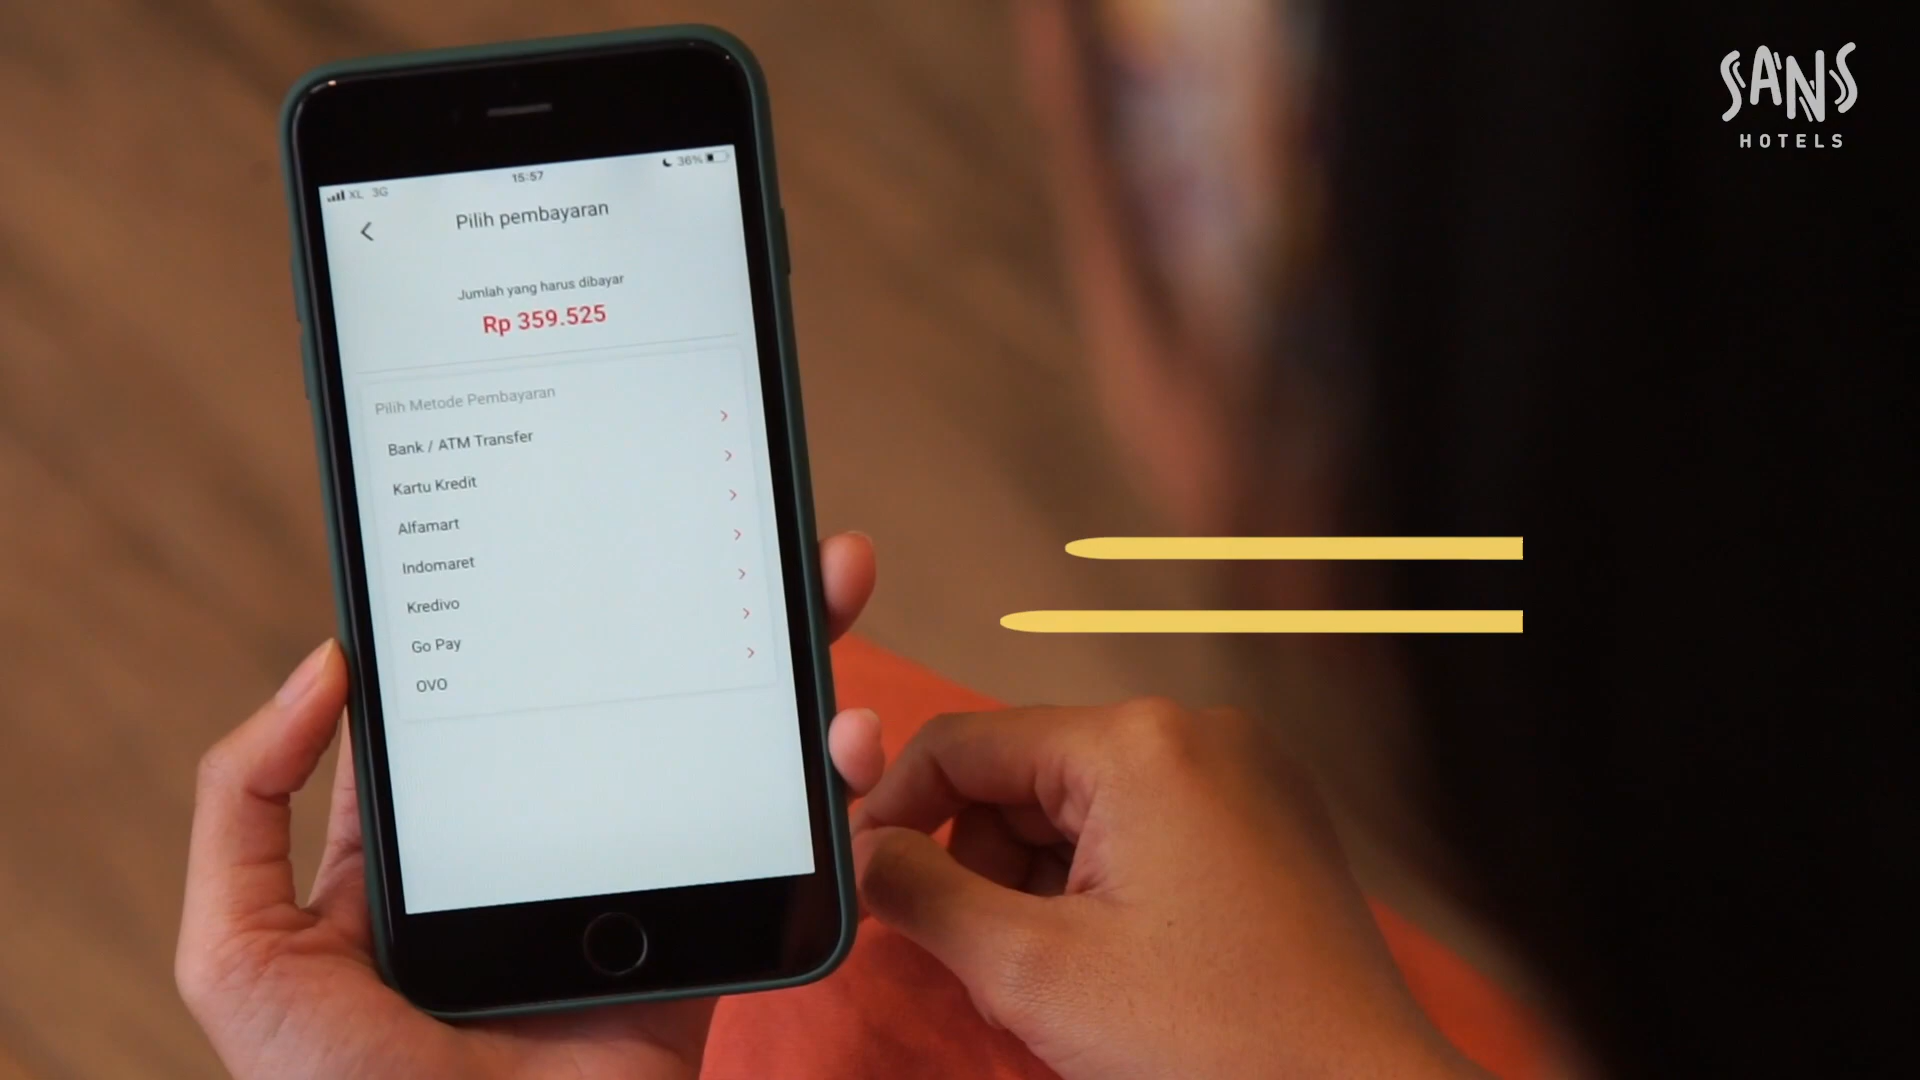 SANS
HOTELS
XL 3G
15:57
36%
Pilih pembayaran
Jumlah yang harus dibayar
Rp 359.525
Pilih Metode Pembayaran
Bank / ATM Transfer
Kartu Kredit
Alfamart
Indomaret
Kredivo
Go Pay
OVO